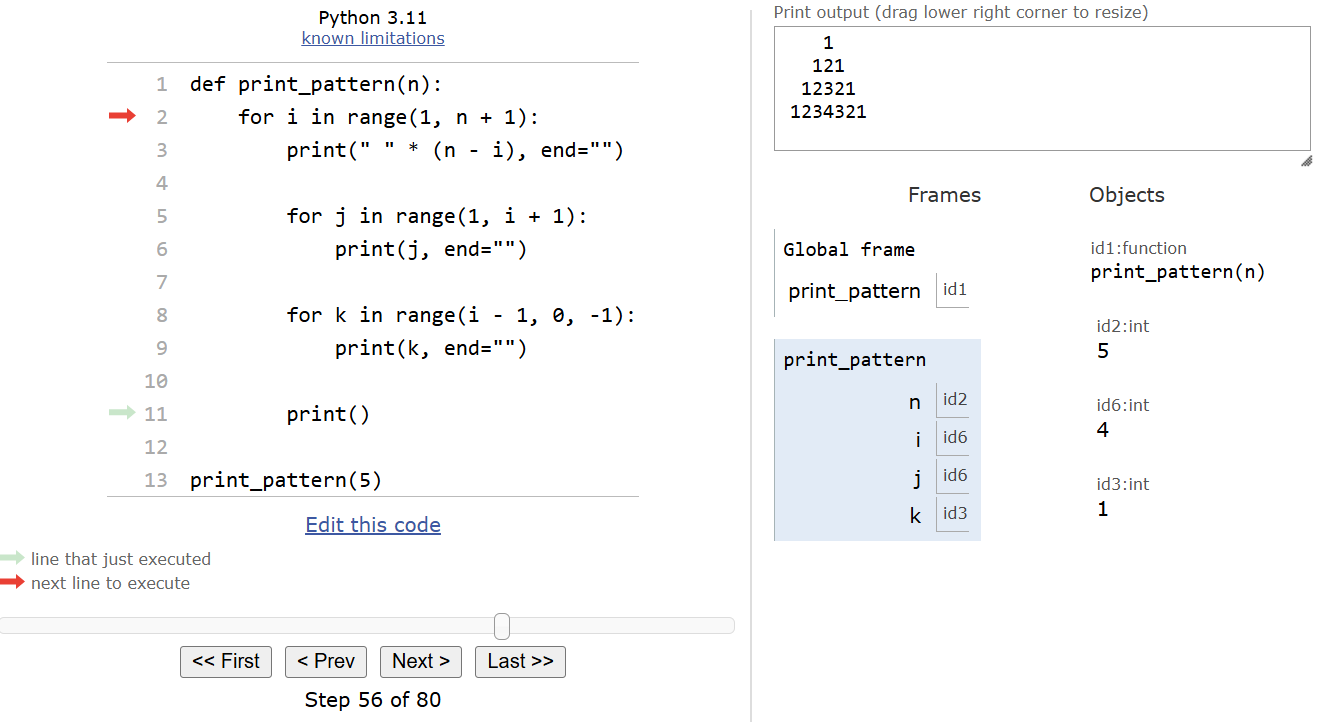 Python 3.11
known limitations
1 def print_pattern(n):
2     for i in range(1, n + 1):
3         print(" " * (n - i), end="")
4
5         for j in range(1, i + 1):
6             print(j, end="")
7
8         for k in range(i - 1, 0, -1):
9             print(k, end="")
10
11         print()
12
13 print_pattern(5)
Edit this code
line that just executed
next line to execute
<< First
< Prev
Next >
Last >>
Step 56 of 80
Print output (drag lower right corner to resize)
    1
   121
  12321
 1234321
Frames
Global frame
print_pattern id1
print_pattern
n id2
i id6
j id6
k id3
Objects
id1:function
print_pattern(n)
id2:int
5
id6:int
4
id3:int
1